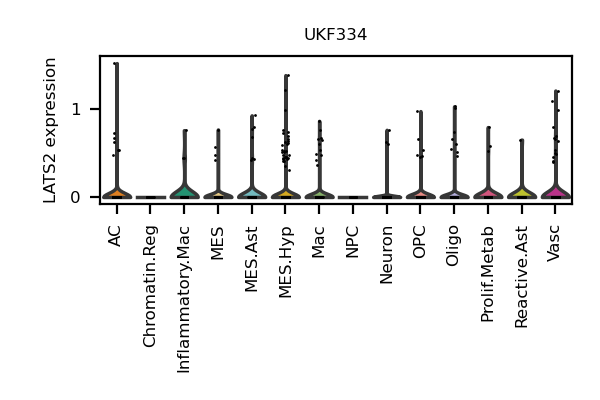 UKF334
LATS2 expression
1
0
AC
Chromatin.Reg
Inflammatory.Mac
MES
MES.Ast
MES.Hyp
Mac
NPC
Neuron
OPC
Oligo
Prolif.Metab
Reactive.Ast
Vasc